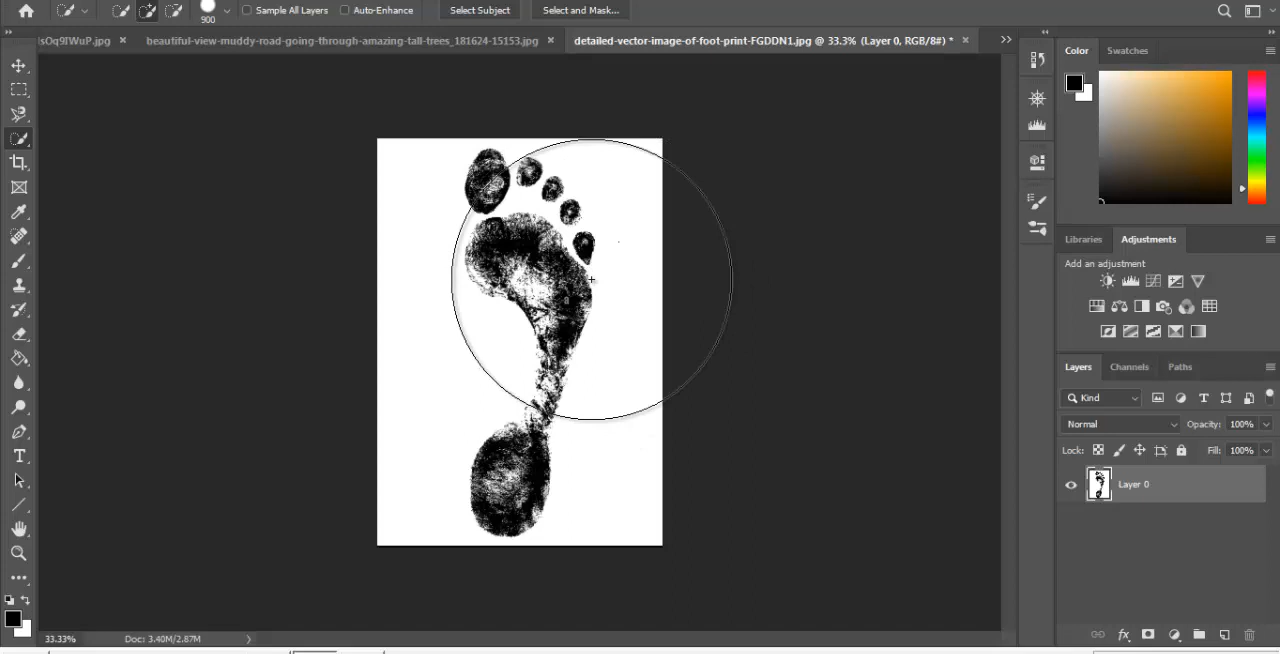 900
Sample All Layers
Auto-Enhance
Select Subject
Select and Mask...
lsOq9IWuP.jpg
beautiful-view-muddy-road-going-through-amazing-tall-trees_181624-15153.jpg
detailed-vector-image-of-foot-print-FGDDN1.jpg @ 33.3% (Layer 0, RGB/8#) *
Color
Swatches
Libraries
Adjustments
Add an adjustment
Layers
Channels
Paths
Kind
Normal
Opacity: 100%
Lock:
Fill: 100%
Layer 0
33.33%
Doc: 3.40M/2.87M
fx